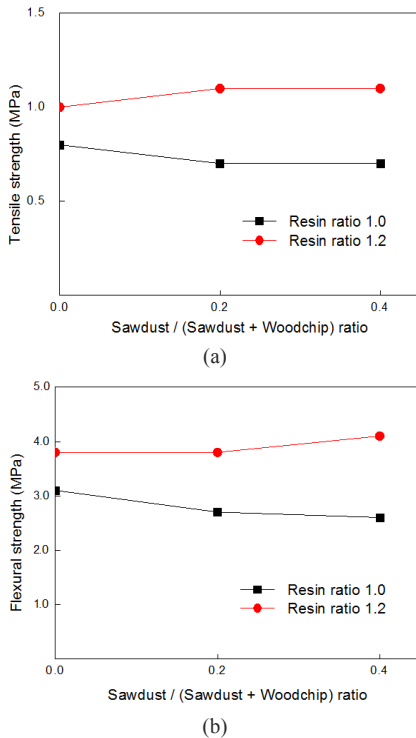 1.5
1.0
0.5
Tensile strength (MPa)
Resin ratio 1.0
Resin ratio 1.2
0.0 0.2 0.4
Sawdust / (Sawdust + Woodchip) ratio
(a)
5.0
4.0
3.0
2.0
1.0
Flexural strength (MPa)
Resin ratio 1.0
Resin ratio 1.2
0.0 0.2 0.4
Sawdust / (Sawdust + Woodchip) ratio
(b)